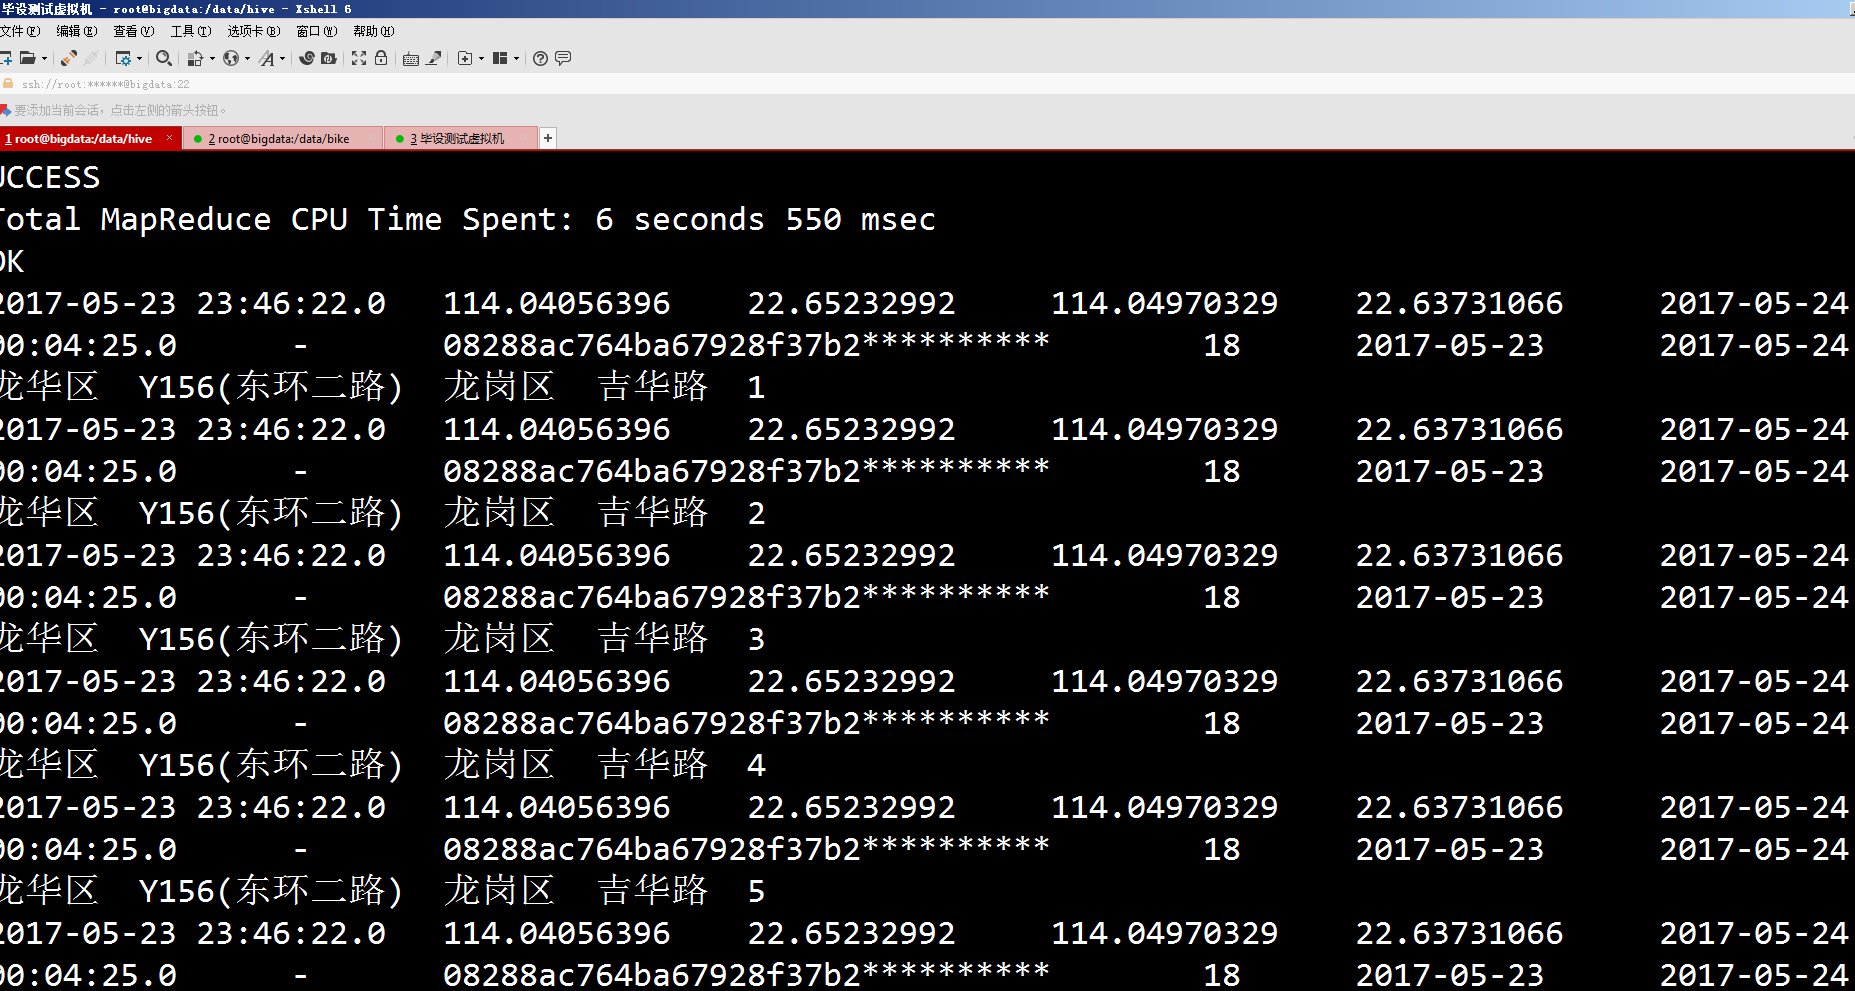 毕设测试虚拟机 - root@bigdata:/data/hive - Xshell 6
文件(F) 编辑(E) 查看(V) 工具(T) 选项卡(B) 窗口(W) 帮助(H)
ssh://root:******@bigdata:22
要添加当前会话，点击左侧的箭头按钮。
1 root@bigdata:/data/hive × 2 root@bigdata:/data/bike 3 毕设测试虚拟机 +
UCCESS
Total MapReduce CPU Time Spent: 6 seconds 550 msec
OK
2017-05-23 23:46:22.0 114.04056396 22.65232992 114.04970329 22.63731066 2017-05-24
00:04:25.0 - 08288ac764ba67928f37b2********** 18 2017-05-23 2017-05-24
龙华区 Y156(东环二路) 龙岗区 吉华路 1
2017-05-23 23:46:22.0 114.04056396 22.65232992 114.04970329 22.63731066 2017-05-24
00:04:25.0 - 08288ac764ba67928f37b2********** 18 2017-05-23 2017-05-24
龙华区 Y156(东环二路) 龙岗区 吉华路 2
2017-05-23 23:46:22.0 114.04056396 22.65232992 114.04970329 22.63731066 2017-05-24
00:04:25.0 - 08288ac764ba67928f37b2********** 18 2017-05-23 2017-05-24
龙华区 Y156(东环二路) 龙岗区 吉华路 3
2017-05-23 23:46:22.0 114.04056396 22.65232992 114.04970329 22.63731066 2017-05-24
00:04:25.0 - 08288ac764ba67928f37b2********** 18 2017-05-23 2017-05-24
龙华区 Y156(东环二路) 龙岗区 吉华路 4
2017-05-23 23:46:22.0 114.04056396 22.65232992 114.04970329 22.63731066 2017-05-24
00:04:25.0 - 08288ac764ba67928f37b2********** 18 2017-05-23 2017-05-24
龙华区 Y156(东环二路) 龙岗区 吉华路 5
2017-05-23 23:46:22.0 114.04056396 22.65232992 114.04970329 22.63731066 2017-05-24
00:04:25.0 - 08288ac764ba67928f37b2********** 18 2017-05-23 2017-05-24